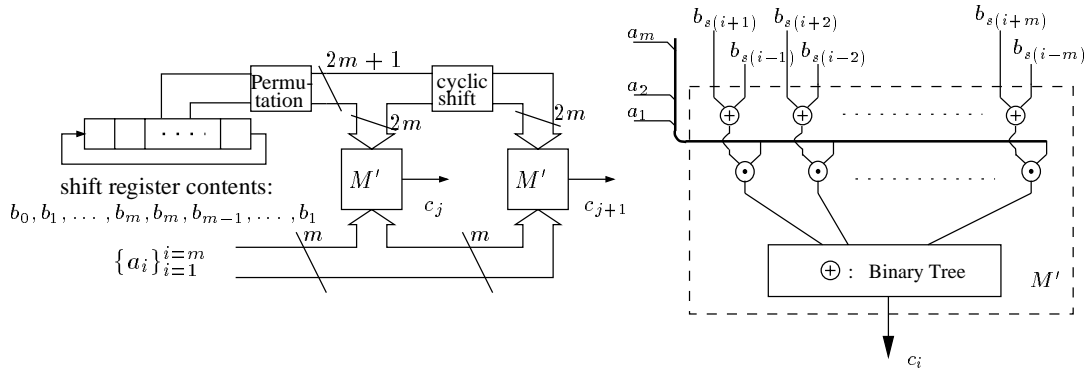 2m + 1
Permu-
tation
cyclic
shift
2m
2m
. . . .
M′
M′
c_j
c_{j+1}
shift register contents:
b_0, b_1, . . . , b_m, b_m, b_{m−1}, . . . , b_1
m
m
{a_i}_{i=1}^{i=m}
b_{s(i+1)}
b_{s(i+2)}
b_{s(i+m)}
b_{s(i−1)}
b_{s(i−2)}
b_{s(i−m)}
a_m
a_2
a_1
+ + . . . . . . . . . . . . . . +
· · . . . . . . . . . . . . . . ·
⊕ : Binary Tree
M′
c_i